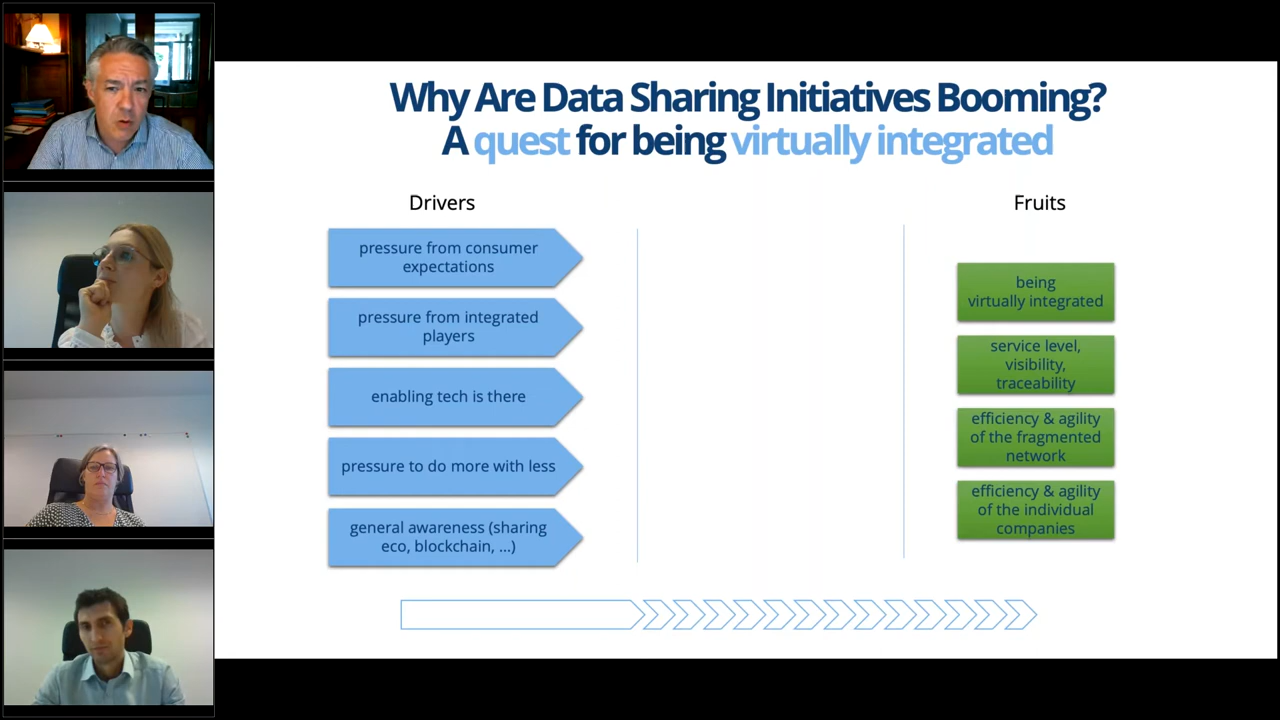 Why Are Data Sharing Initiatives Booming?
A quest for being virtually integrated
Drivers
pressure from consumer
expectations
pressure from integrated
players
enabling tech is there
pressure to do more with less
general awareness (sharing
eco, blockchain, ...)
Fruits
being
virtually integrated
service level,
visibility,
traceability
efficiency & agility
of the fragmented
network
efficiency & agility
of the individual
companies